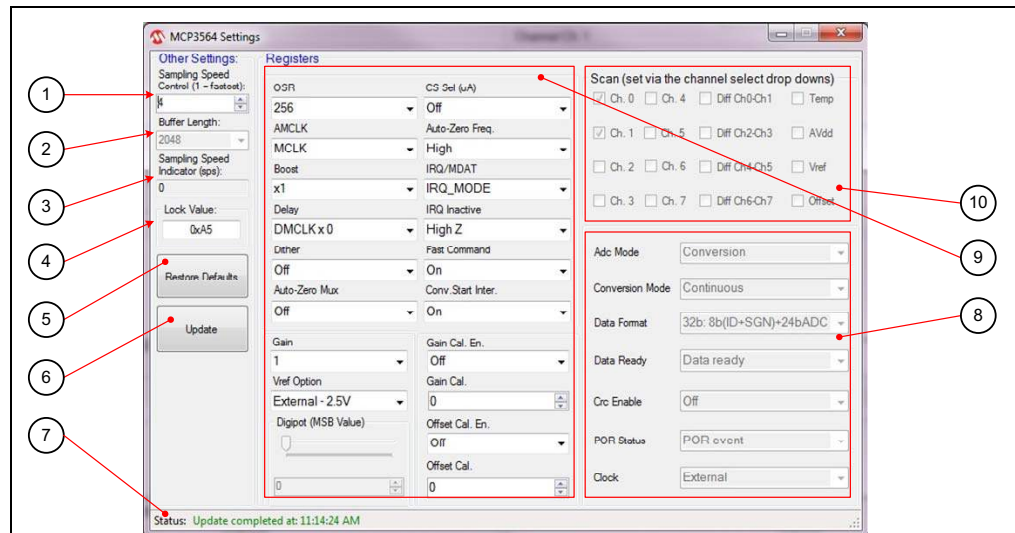 MCP3564 Settings
Other Settings:
Sampling Speed
Control (1 – fastest):
4
Buffer Length:
2048
Sampling Speed
Indicator (sps):
0
Lock Value:
0xA5
Restore Defaults
Update
Registers
OSR
256
AMCLK
MCLK
Boost
x1
Delay
DMCLK x 0
Dither
Off
Auto-Zero Mux
Off
CS Sel (uA)
Off
Auto-Zero Freq.
High
IRQ/MDAT
IRQ_MODE
IRQ Inactive
High Z
Fast Command
On
Conv.Start Inter.
On
Gain
1
Vref Option
External - 2.5V
Digipot (MSB Value)
0
Gain Cal. En.
Off
Gain Cal.
0
Offset Cal. En.
Off
Offset Cal.
0
Scan (set via the channel select drop downs)
Ch. 0 Ch. 4 Diff Ch0-Ch1 Temp
Ch. 1 Ch. 5 Diff Ch2-Ch3 AVdd
Ch. 2 Ch. 6 Diff Ch4-Ch5 Vref
Ch. 3 Ch. 7 Diff Ch6-Ch7 Offset
Adc Mode Conversion
Conversion Mode Continuous
Data Format 32b: 8b(ID+SGN)+24bADC
Data Ready Data ready
Crc Enable Off
POR Status POR event
Clock External
Status: Update completed at: 11:14:24 AM
1
2
3
4
5
6
7
10
9
8